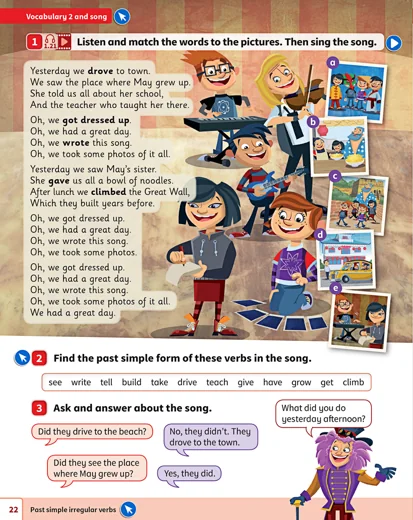 Vocabulary 2 and song
1 1.21 Listen and match the words to the pictures. Then sing the song.
Yesterday we drove to town.
We saw the place where May grew up.
She told us all about her school,
And the teacher who taught her there.
Oh, we got dressed up.
Oh, we had a great day.
Oh, we wrote this song.
Oh, we took some photos of it all.
Yesterday we saw May's sister.
She gave us all a bowl of noodles.
After lunch we climbed the Great Wall,
Which they built years before.
Oh, we got dressed up.
Oh, we had a great day.
Oh, we wrote this song.
Oh, we took some photos.
Oh, we got dressed up.
Oh, we had a great day.
Oh, we wrote this song.
Oh, we took some photos of it all.
We had a great day.
a
b
c
d
e
2 Find the past simple form of these verbs in the song.
see write tell build take drive teach give have grow get climb
3 Ask and answer about the song.
Did they drive to the beach?
No, they didn't. They
drove to the town.
Did they see the place
where May grew up?
Yes, they did.
What did you do
yesterday afternoon?
22 Past simple irregular verbs